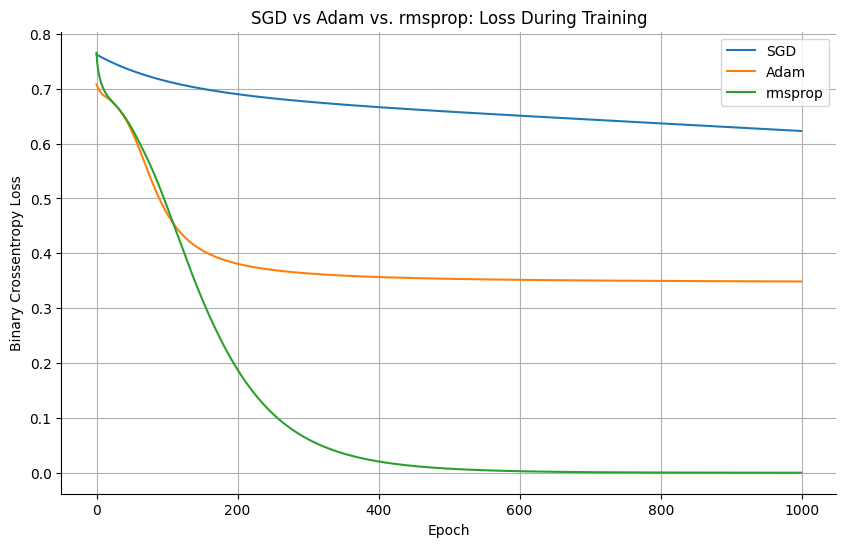 SGD vs Adam vs. rmsprop: Loss During Training
SGD
Adam
rmsprop
Binary Crossentropy Loss
0.8
0.7
0.6
0.5
0.4
0.3
0.2
0.1
0.0
0 200 400 600 800 1000
Epoch